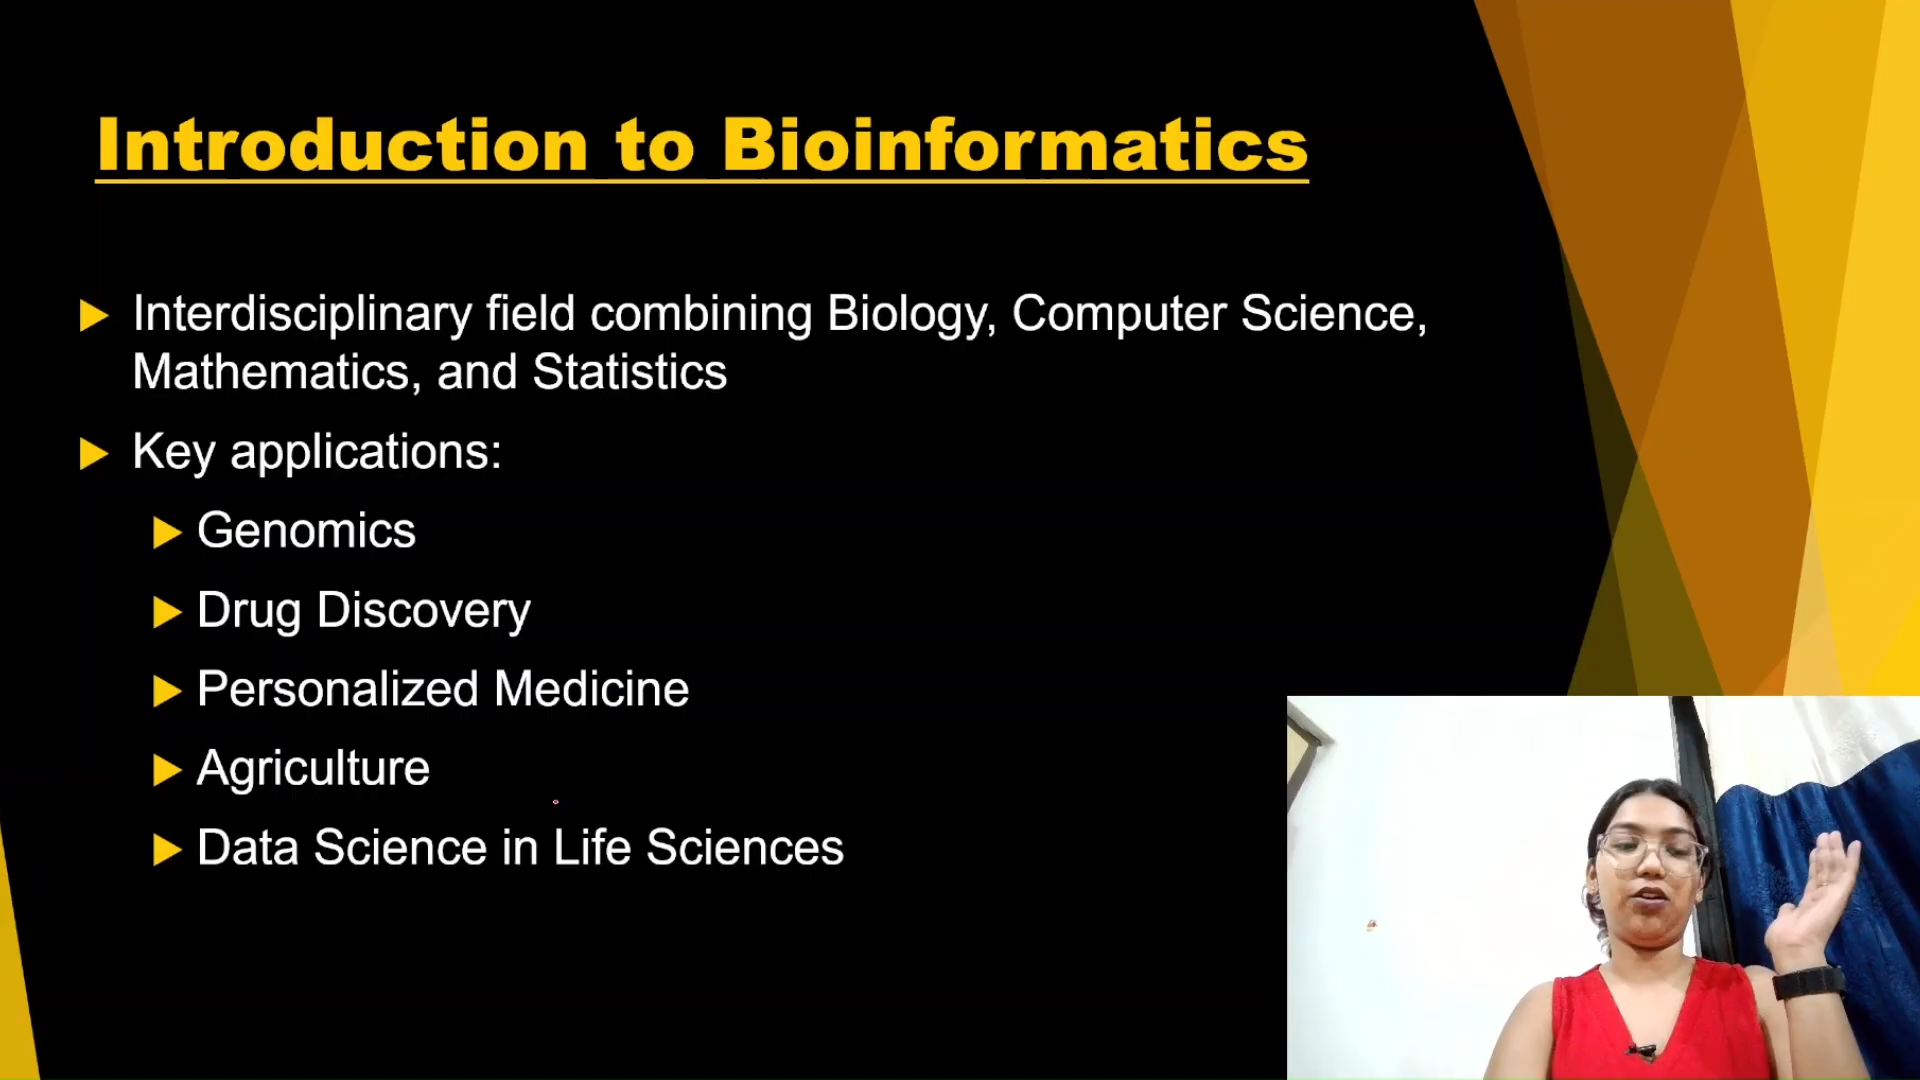 Introduction to Bioinformatics
Interdisciplinary field combining Biology, Computer Science,
Mathematics, and Statistics
Key applications:
Genomics
Drug Discovery
Personalized Medicine
Agriculture
Data Science in Life Sciences